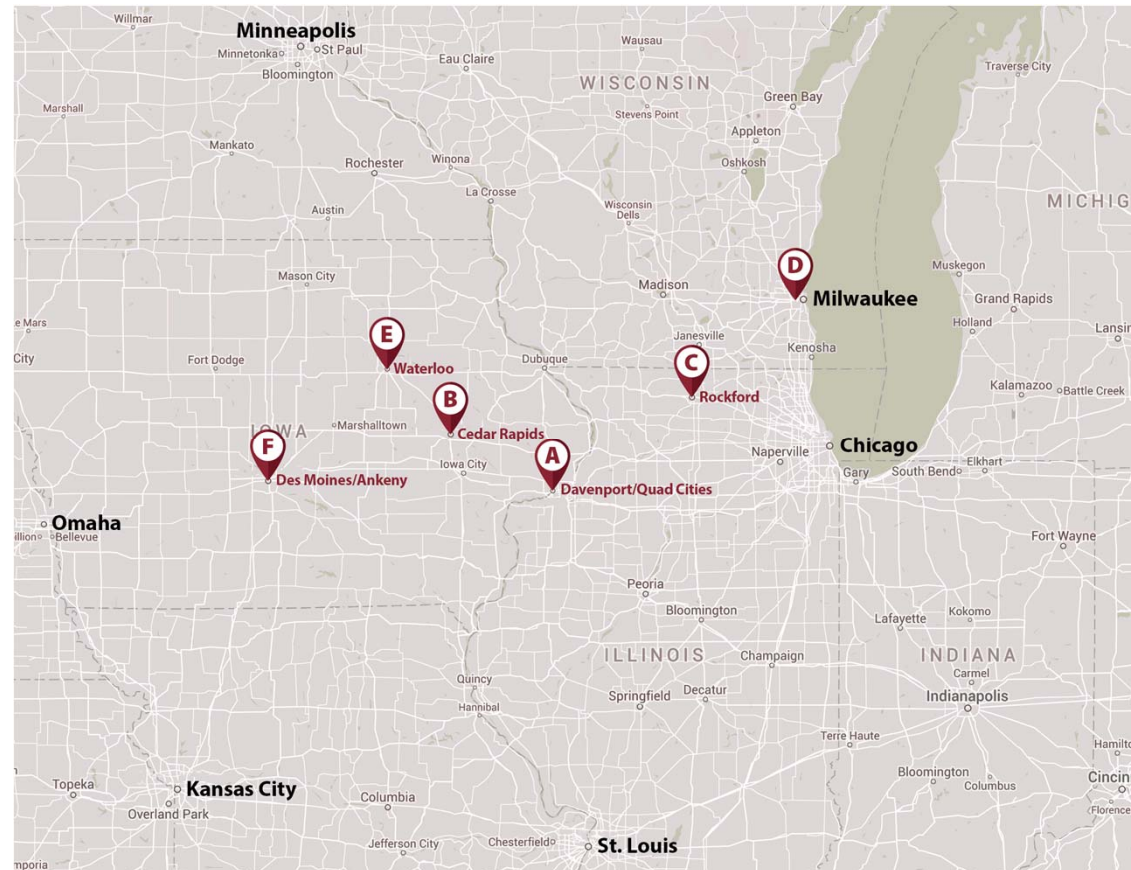 Willmar
Minneapolis
Minnetonka
St Paul
Bloomington
Eau Claire
Wausau
WISCONSIN
Stevens Point
Green Bay
Traverse City
Marshall
Mankato
Rochester
Winona
Appleton
Oshkosh
La Crosse
Wisconsin
Dells
MICHIG
Austin
Mason City
Madison
D
Milwaukee
Muskegon
Grand Rapids
Holland
Lansin
e Mars
City
Fort Dodge
E
Waterloo
Dubuque
Janesville
Kenosha
C
Rockford
Kalamazoo
Battle Creek
B
Cedar Rapids
Marshalltown
IOWA
F
Des Moines/Ankeny
Iowa City
A
Davenport/Quad Cities
Naperville
Chicago
Gary
South Bend
Elkhart
Omaha
llion
Bellevue
Fort Wayne
Peoria
Bloomington
Lafayette
Kokomo
ILLINOIS
Champaign
INDIANA
Carmel
Quincy
Springfield
Decatur
Indianapolis
Hannibal
Terre Haute
Hamilto
Topeka
Kansas City
Overland Park
Columbia
Bloomington
Columbus
Cincin
Florence
Jefferson City
Chesterfield
St. Louis
mporia